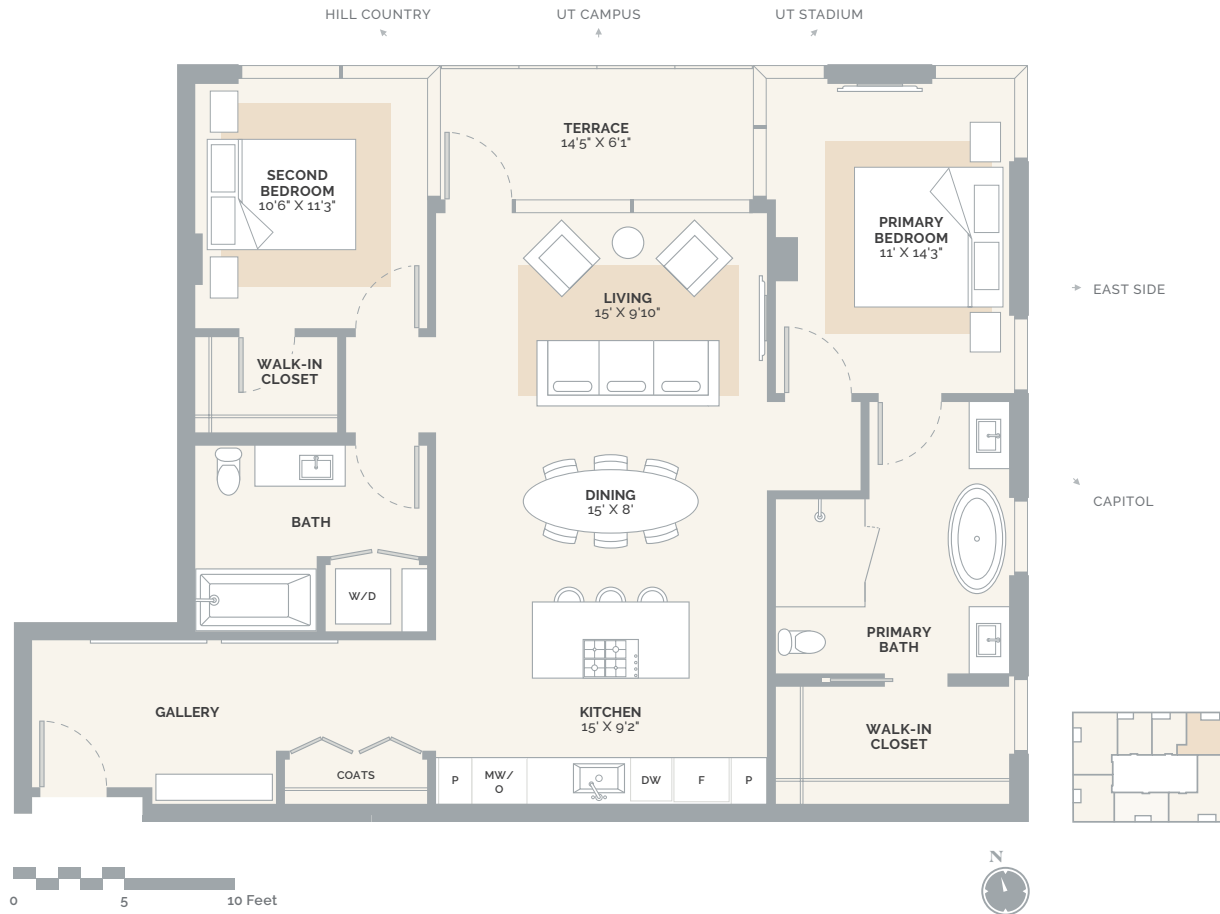 HILL COUNTRY
UT CAMPUS
UT STADIUM
TERRACE
14'5" X 6'1"
SECOND
BEDROOM
10'6" X 11'3"
PRIMARY
BEDROOM
11' X 14'3"
EAST SIDE
LIVING
15' X 9'10"
WALK-IN
CLOSET
DINING
15' X 8'
CAPITOL
BATH
W/D
PRIMARY
BATH
GALLERY
KITCHEN
15' X 9'2"
WALK-IN
CLOSET
COATS
P
MW/
O
DW
F
P
N
0
5
10 Feet